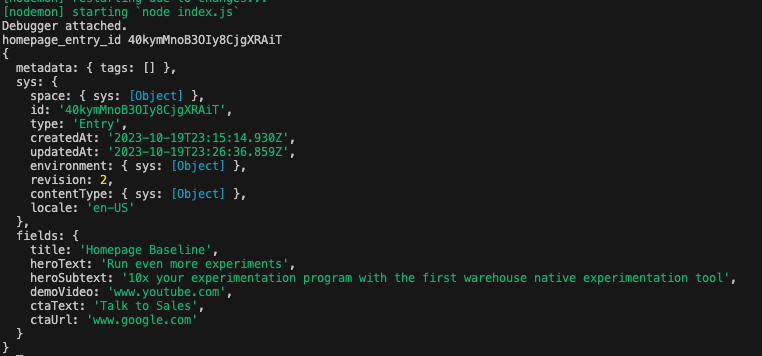 [nodemon] restarting due to changes...
[nodemon] starting `node index.js`
Debugger attached.
homepage_entry_id 40kymMnoB3OIy8CjgXRAiT
{
  metadata: { tags: [] },
  sys: {
    space: { sys: [Object] },
    id: '40kymMnoB3OIy8CjgXRAiT',
    type: 'Entry',
    createdAt: '2023-10-19T23:15:14.930Z',
    updatedAt: '2023-10-19T23:26:36.859Z',
    environment: { sys: [Object] },
    revision: 2,
    contentType: { sys: [Object] },
    locale: 'en-US'
  },
  fields: {
    title: 'Homepage Baseline',
    heroText: 'Run even more experiments',
    heroSubtext: '10x your experimentation program with the first warehouse native experimentation tool',
    demoVideo: 'www.youtube.com',
    ctaText: 'Talk to Sales',
    ctaUrl: 'www.google.com'
  }
}